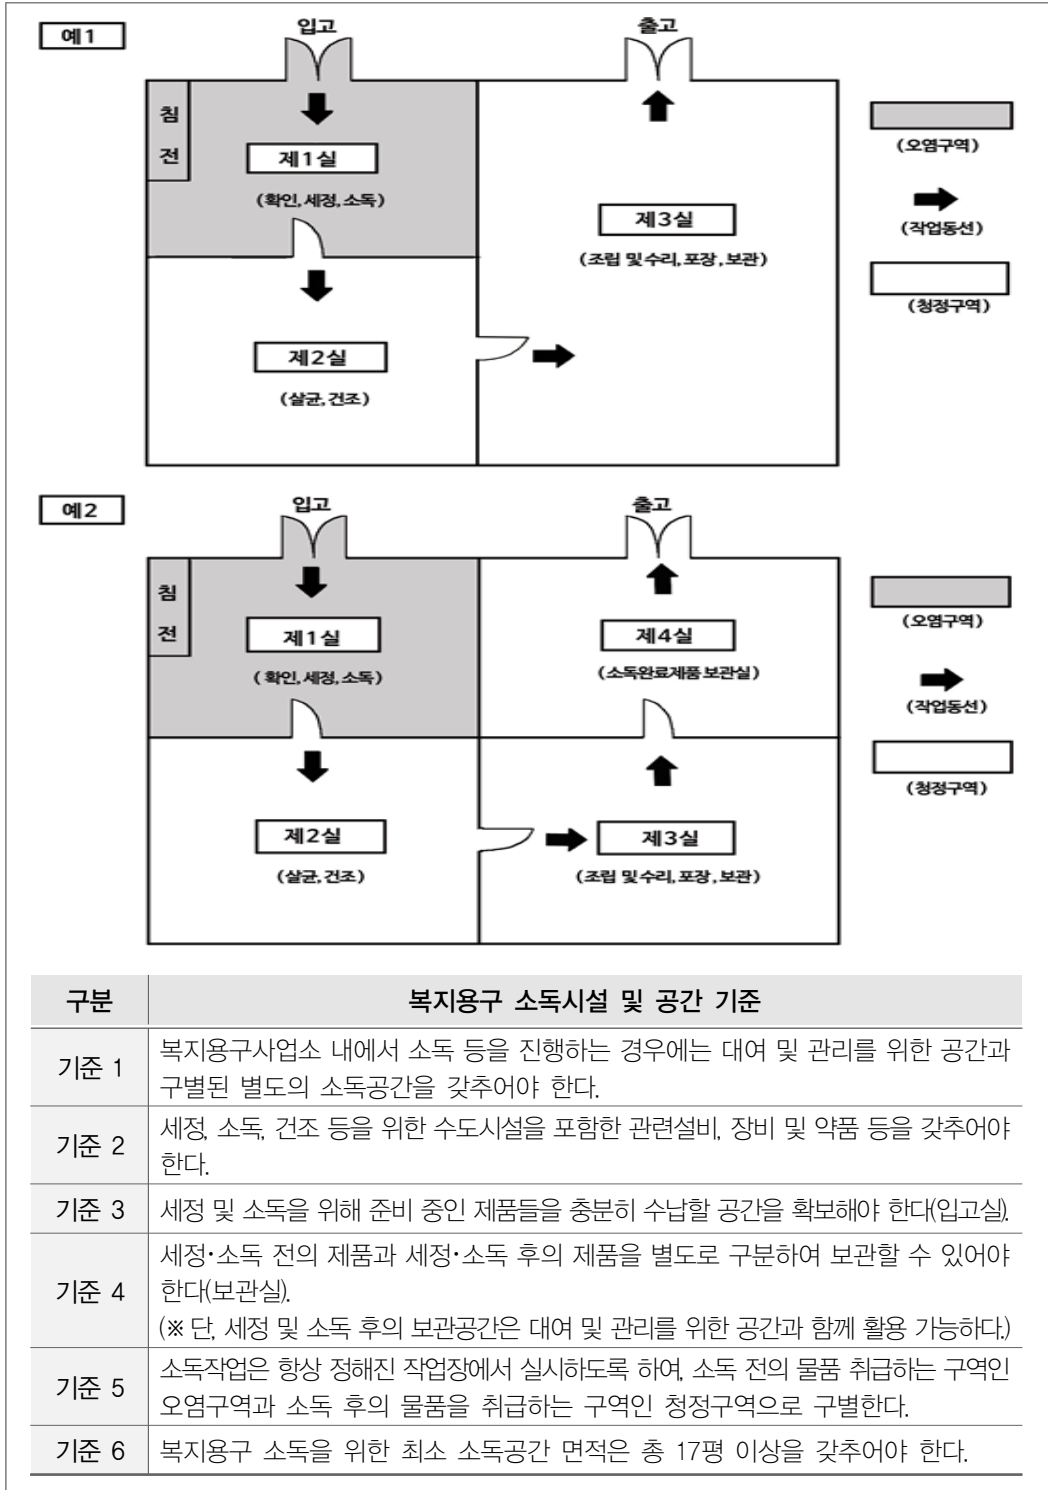 예1
입고
출고
침
전
제1실
(확인, 세정, 소독)
제2실
(살균, 건조)
제3실
(조립 및 수리, 포장, 보관)
(오염구역)
(작업동선)
(청정구역)
예2
입고
출고
침
전
제1실
(확인, 세정, 소독)
제4실
(소독완료제품 보관실)
제2실
(살균, 건조)
제3실
(조립 및 수리, 포장, 보관)
(오염구역)
(작업동선)
(청정구역)
구분 복지용구 소독시설 및 공간 기준
기준 1 복지용구사업소 내에서 소독 등을 진행하는 경우에는 대여 및 관리를 위한 공간과
구별된 별도의 소독공간을 갖추어야 한다.
기준 2 세정, 소독, 건조 등을 위한 수도시설을 포함한 관련설비, 장비 및 약품 등을 갖추어야
한다.
기준 3 세정 및 소독을 위해 준비 중인 제품들을 충분히 수납할 공간을 확보해야 한다(입고실).
기준 4 세정·소독 전의 제품과 세정·소독 후의 제품을 별도로 구분하여 보관할 수 있어야
한다(보관실).
(※ 단, 세정 및 소독 후의 보관공간은 대여 및 관리를 위한 공간과 함께 활용 가능하다.)
기준 5 소독작업은 항상 정해진 작업장에서 실시하도록 하여, 소독 전의 물품 취급하는 구역인
오염구역과 소독 후의 물품을 취급하는 구역인 청정구역으로 구별한다.
기준 6 복지용구 소독을 위한 최소 소독공간 면적은 총 17평 이상을 갖추어야 한다.